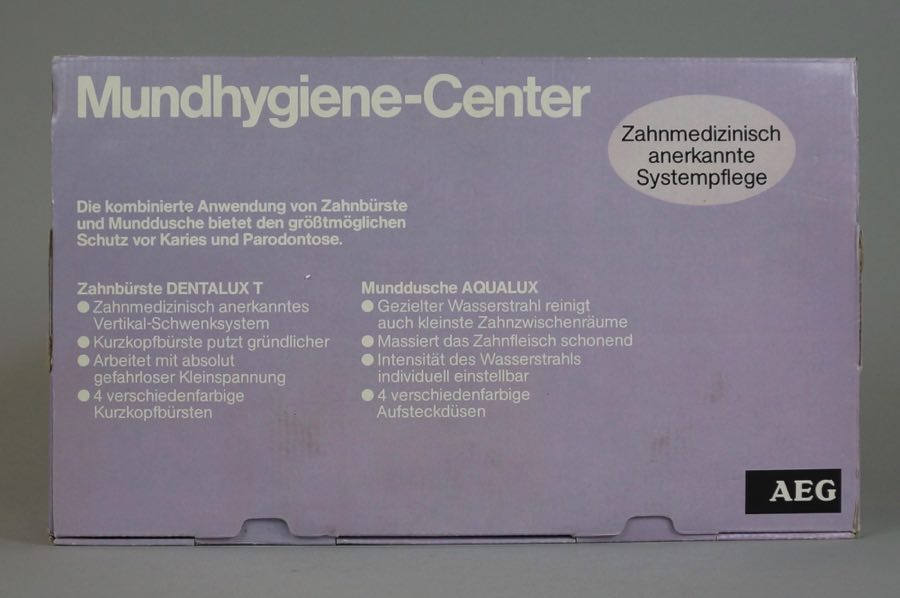 Mundhygiene-Center
Zahnmedizinisch
anerkannte
Systempflege
Die kombinierte Anwendung von Zahnbürste
und Munddusche bietet den größtmöglichen
Schutz vor Karies und Parodontose.
Zahnbürste DENTALUX T
● Zahnmedizinisch anerkanntes
Vertikal-Schwenksystem
● Kurzkopfbürste putzt gründlicher
● Arbeitet mit absolut
gefahrloser Kleinspannung
● 4 verschiedenfarbige
Kurzkopfbürsten
Munddusche AQUALUX
● Gezielter Wasserstrahl reinigt
auch kleinste Zahnzwischenräume
● Massiert das Zahnfleisch schonend
● Intensität des Wasserstrahls
individuell einstellbar
● 4 verschiedenfarbige
Aufsteckdüsen
AEG